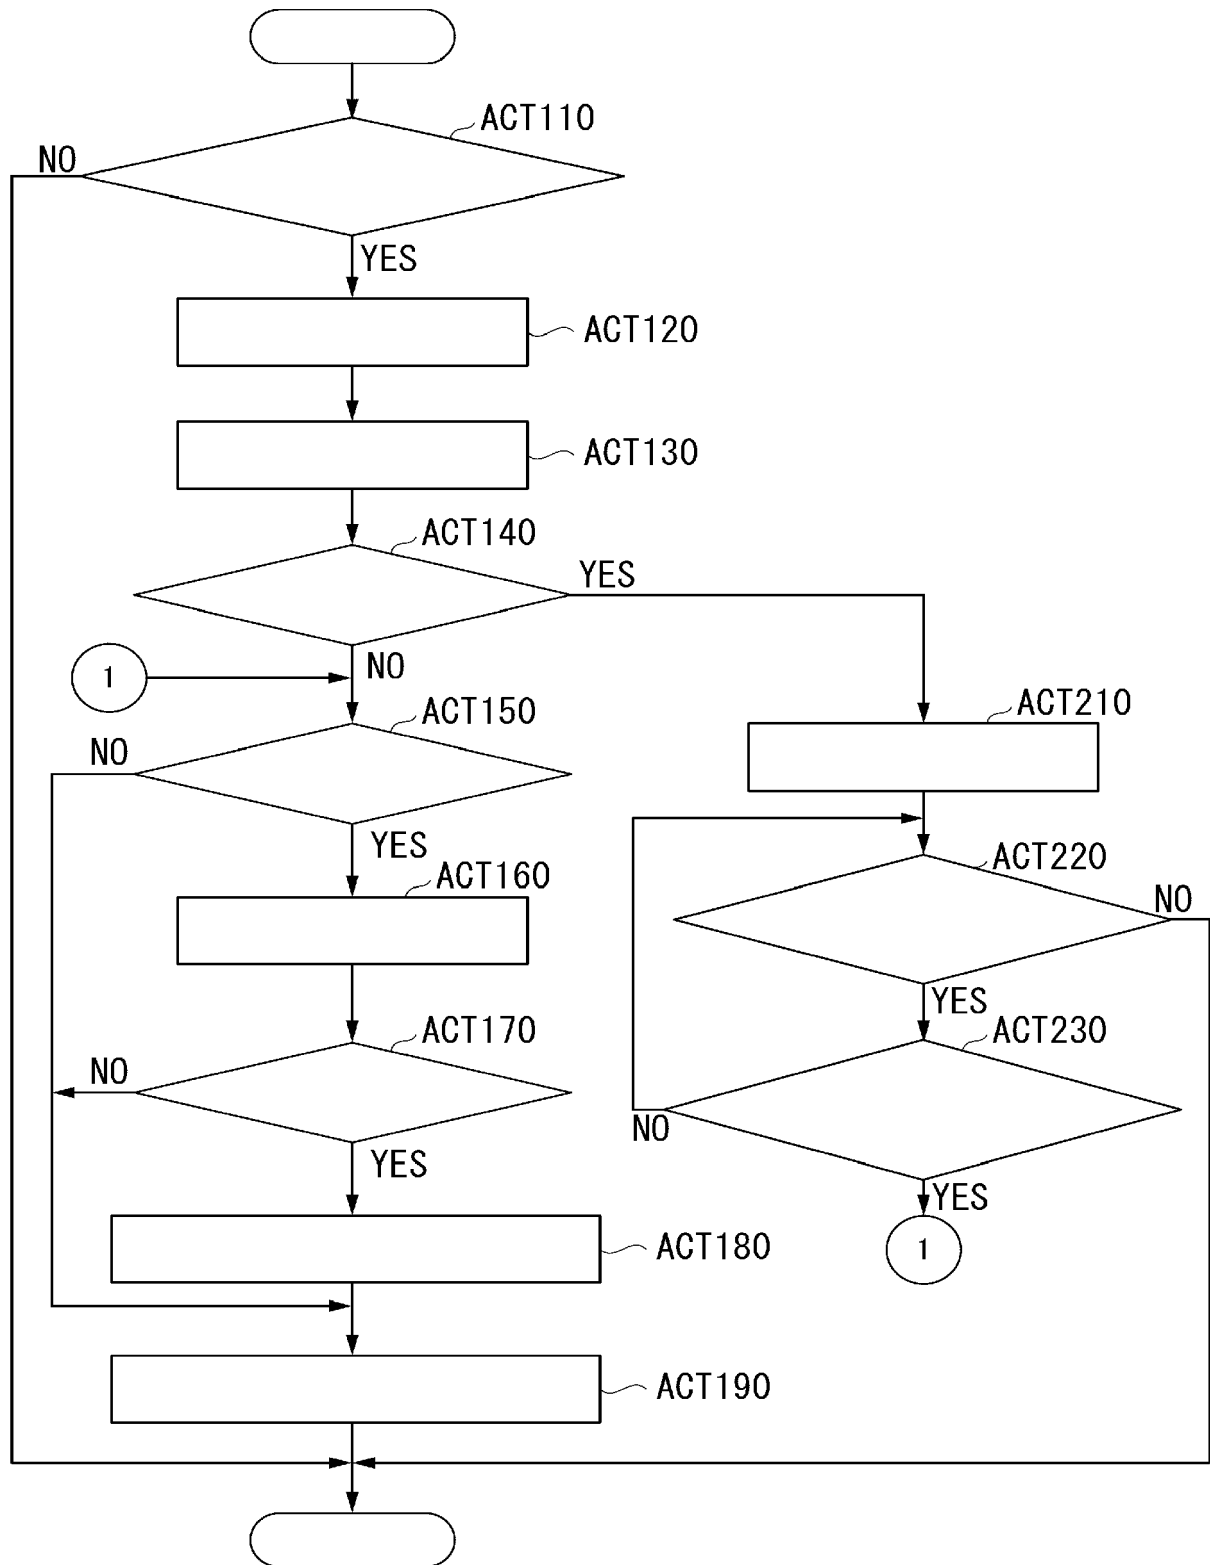 ACT110
NO
YES
ACT120
ACT130
ACT140
YES
NO
1
ACT150
NO
YES
ACT160
ACT170
NO
YES
ACT180
ACT190
ACT210
ACT220
NO
YES
ACT230
NO
YES
1